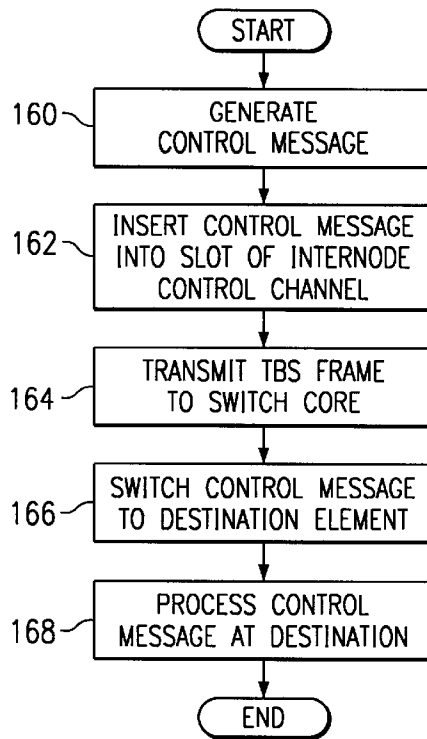 START
160
GENERATE
CONTROL MESSAGE
162
INSERT CONTROL MESSAGE
INTO SLOT OF INTERNODE
CONTROL CHANNEL
164
TRANSMIT TBS FRAME
TO SWITCH CORE
166
SWITCH CONTROL MESSAGE
TO DESTINATION ELEMENT
168
PROCESS CONTROL
MESSAGE AT DESTINATION
END